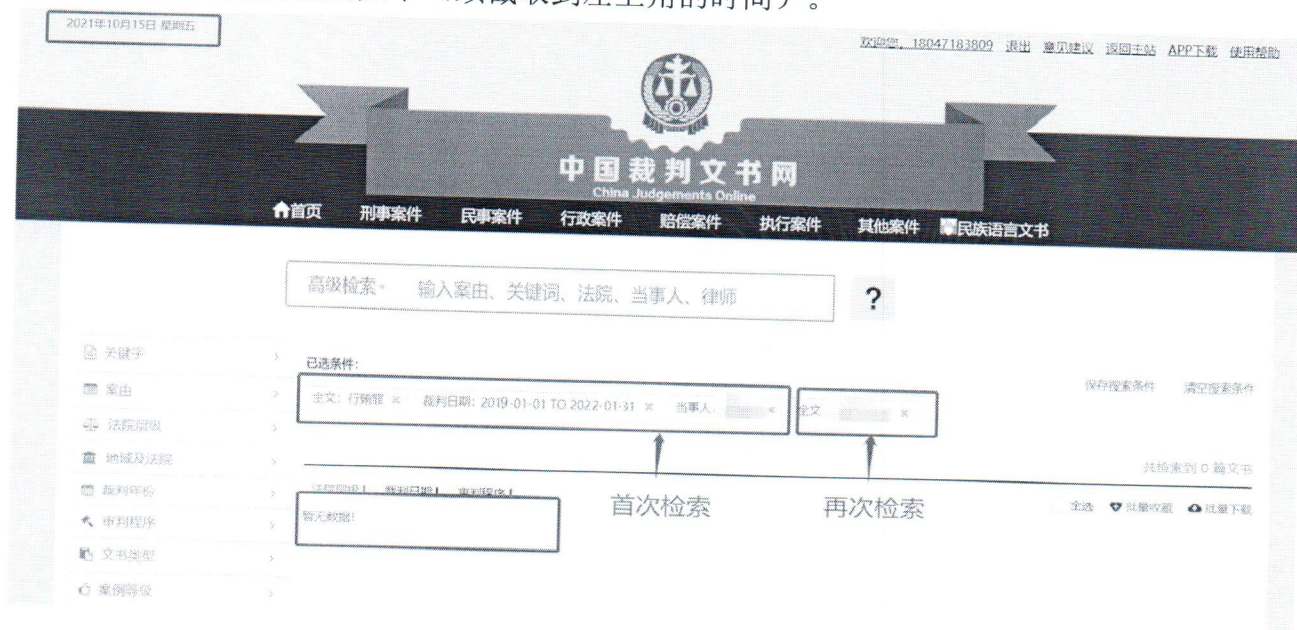 截取到左上角的时间）。
2021年10月15日 星期五
欢迎您，18047183809 退出 意见建议 返回主站 APP下载 使用帮助
中国裁判文书网
China Judgements Online
首页 刑事案件 民事案件 行政案件 赔偿案件 执行案件 其他案件 民族语言文书
高级检索 输入案由、关键词、法院、当事人、律师 ?
关键字
已选条件：
保存搜索条件 清空搜索条件
案由
全文：行贿罪 × 裁判日期：2019-01-01 TO 2022-01-31 × 当事人： × 全文 ×
法院层级
地域及法院
共检索到 0 篇文书
裁判年份
法院层级 裁判日期 审判程序
首次检索 再次检索
全选 批量收藏 批量下载
暂无数据！
审判程序
文书类型
案例等级